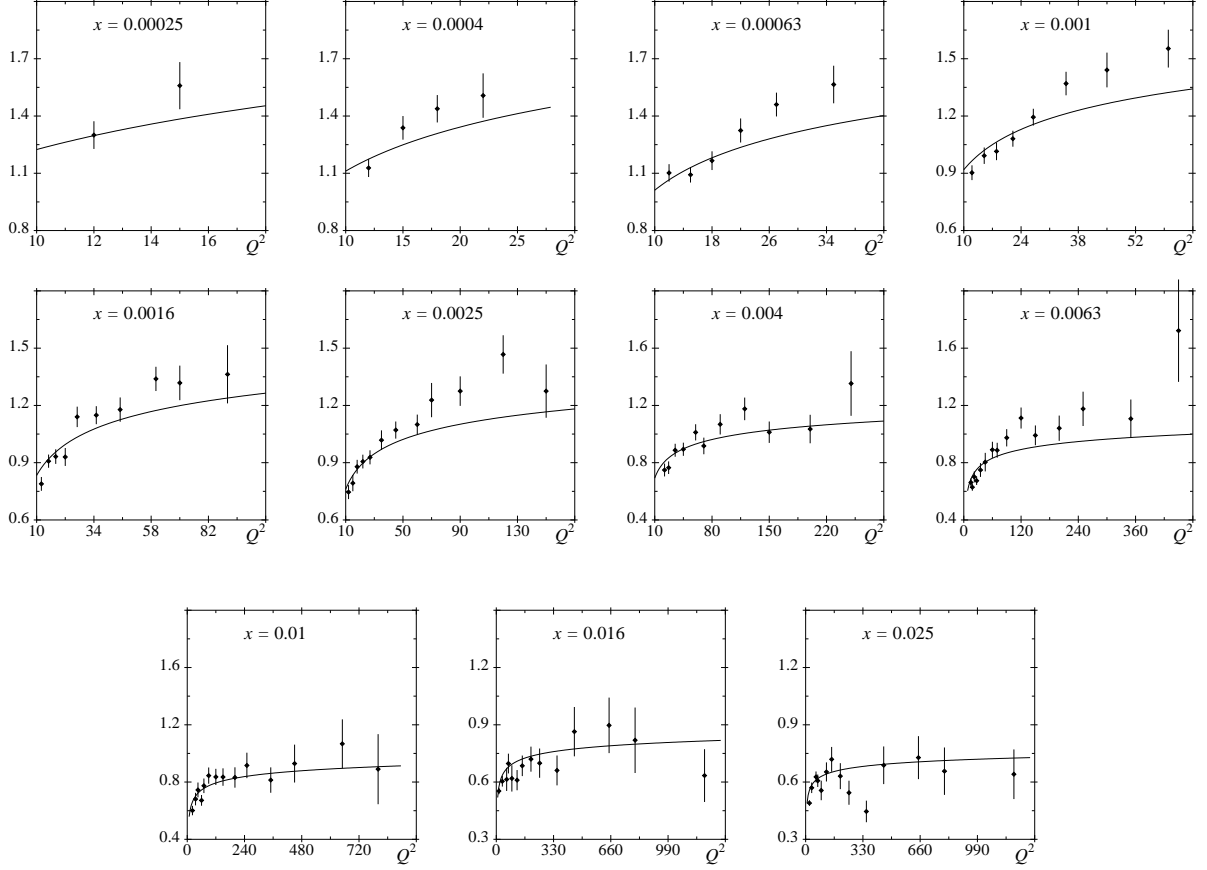 x = 0.00025
1.7
1.4
1.1
0.8
10 12 14 16 Q²
x = 0.0004
1.7
1.4
1.1
0.8
10 15 20 25 Q²
x = 0.00063
1.7
1.4
1.1
0.8
10 18 26 34 Q²
x = 0.001
1.5
1.2
0.9
0.6
10 24 38 52 Q²
x = 0.0016
1.5
1.2
0.9
0.6
10 34 58 82 Q²
x = 0.0025
1.5
1.2
0.9
0.6
10 50 90 130 Q²
x = 0.004
1.6
1.2
0.8
0.4
10 80 150 220 Q²
x = 0.0063
1.6
1.2
0.8
0.4
0 120 240 360 Q²
x = 0.01
1.6
1.2
0.8
0.4
0 240 480 720 Q²
x = 0.016
1.2
0.9
0.6
0.3
0 330 660 990 Q²
x = 0.025
1.2
0.9
0.6
0.3
0 330 660 990 Q²